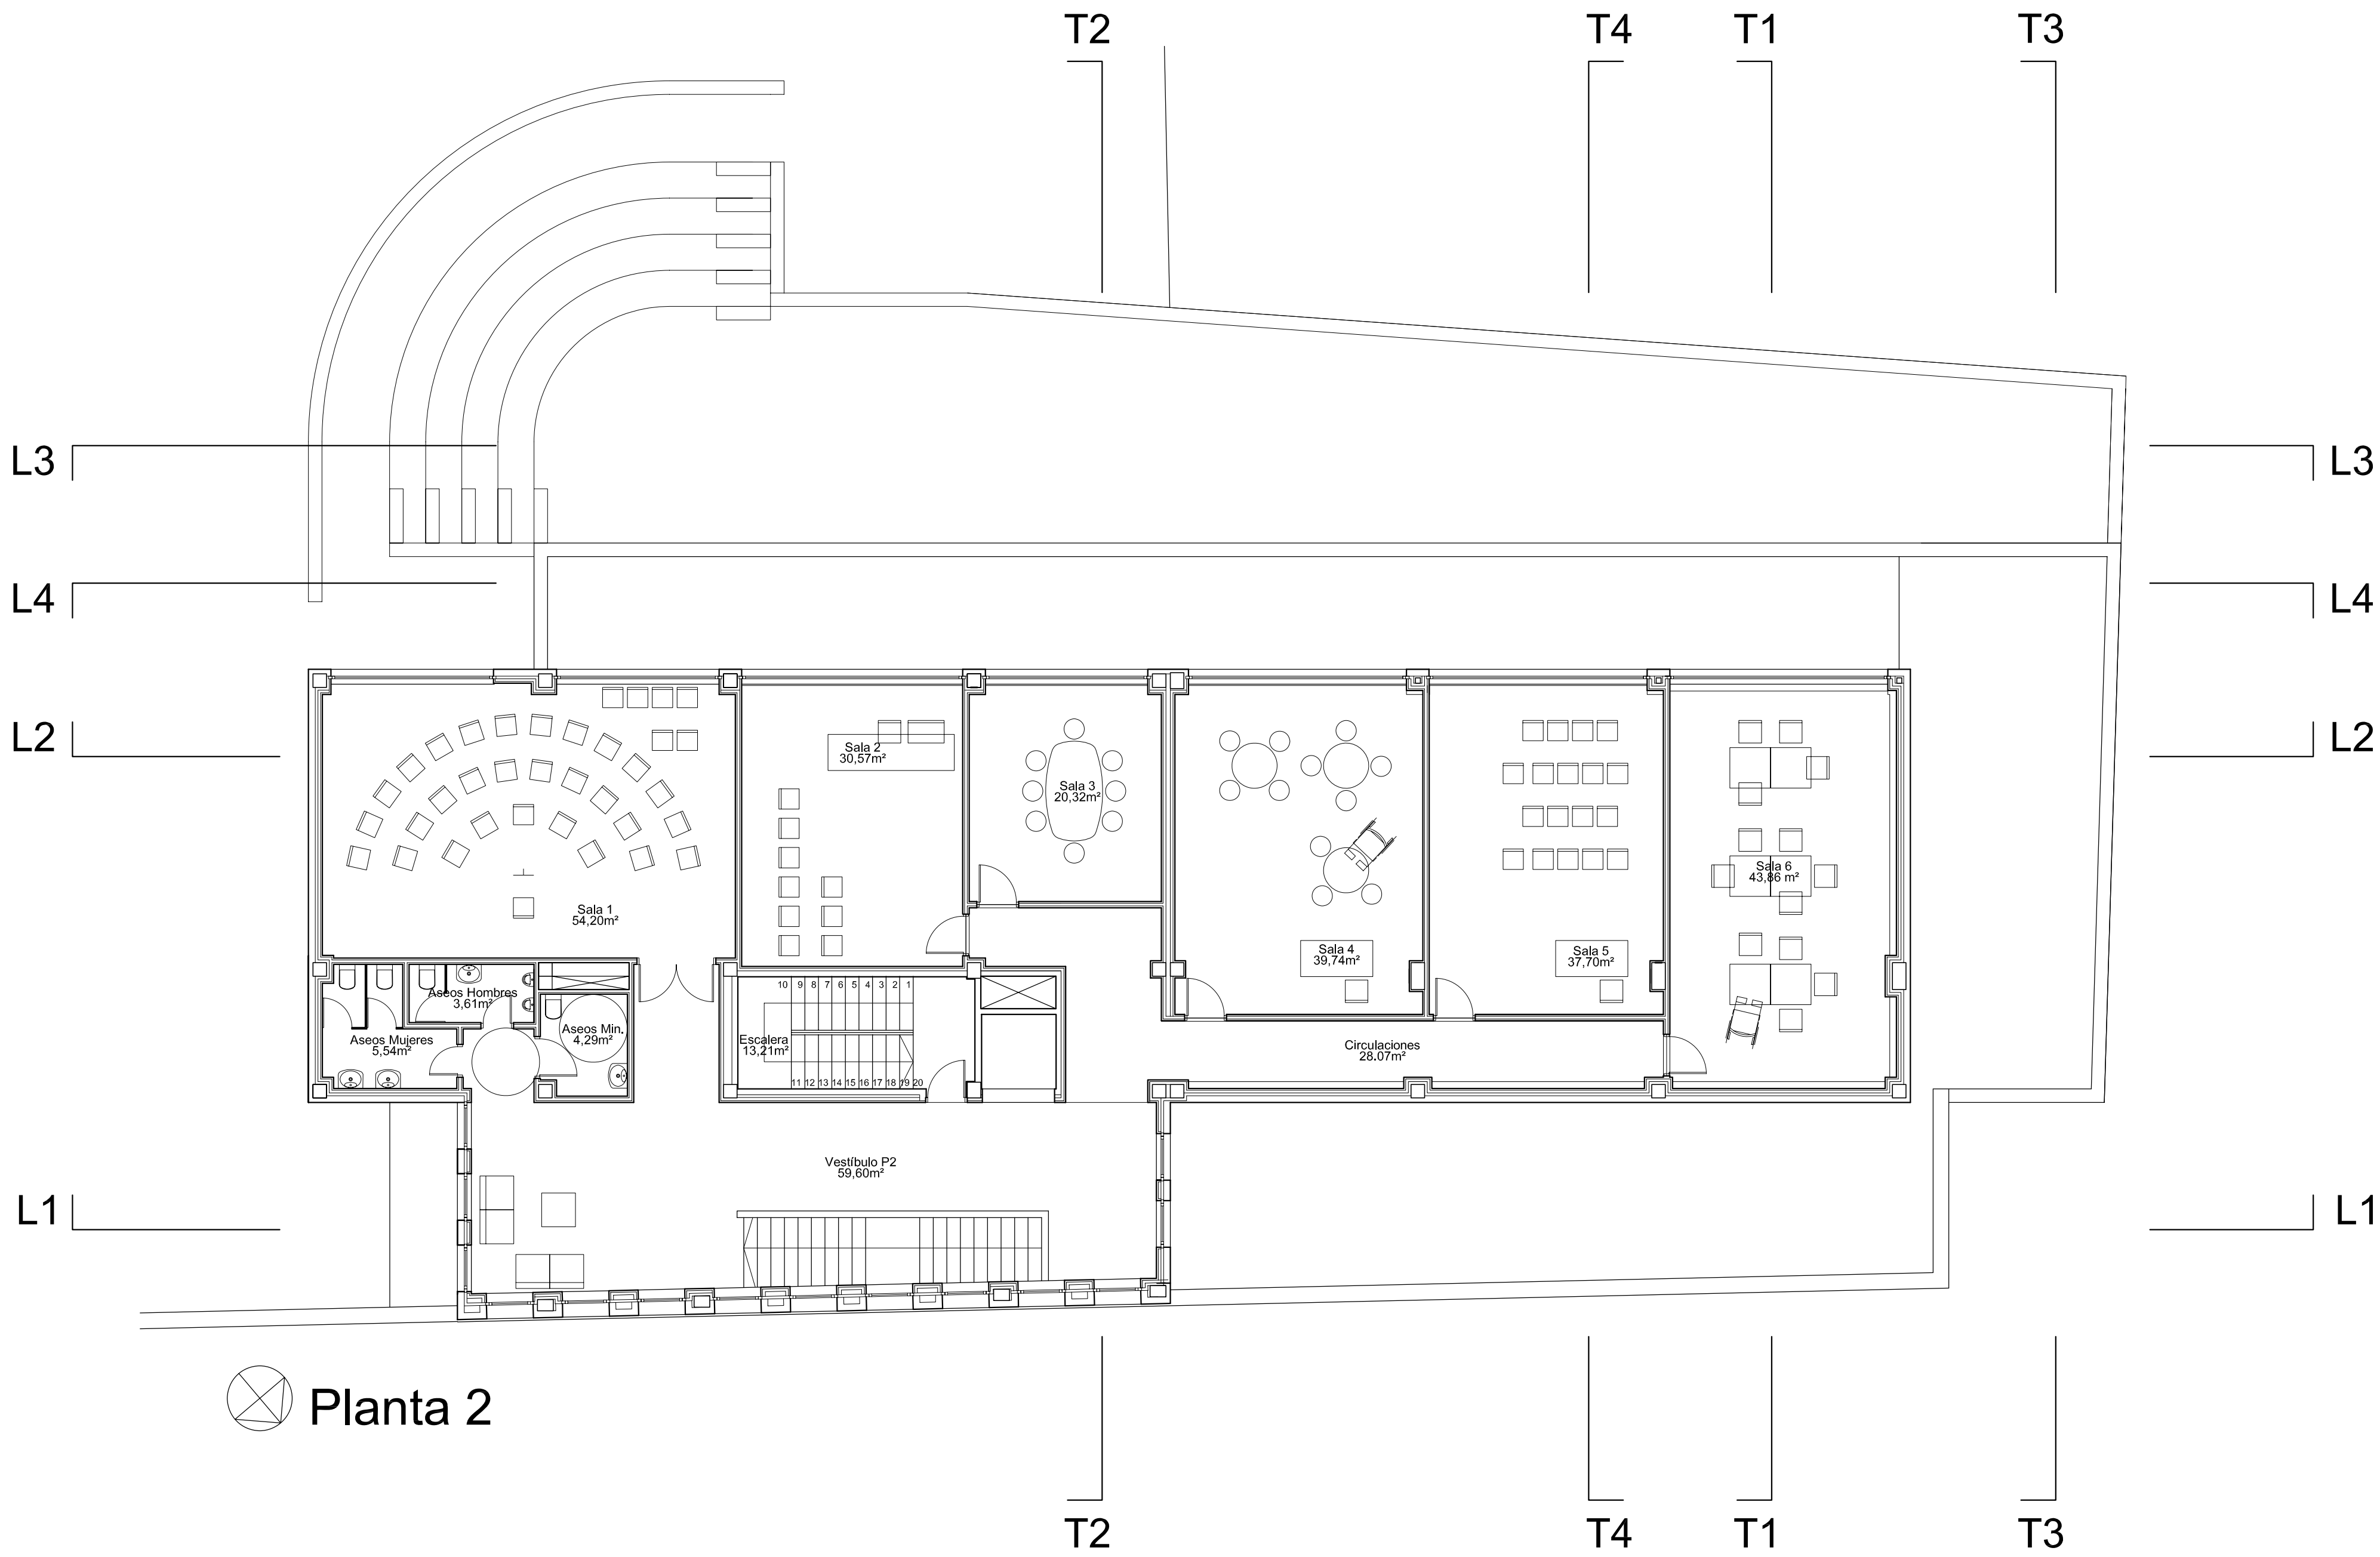 T2 T4 T1 T3
L3 L3
L4 L4
L2 L2
Sala 2
30,57m²
Sala 3
20,32m²
Sala 6
43,86 m²
Sala 1
54,20m²
Sala 4
39,74m²
Sala 5
37,70m²
10 9 8 7 6 5 4 3 2 1
Aseos Hombres
3,61m²
Aseos Min.
4,29m²
Aseos Mujeres
5,54m²
Escalera
13,21m²
Circulaciones
28.07m²
11 12 13 14 15 16 17 18 19 20
Vestíbulo P2
59,60m²
L1 L1
Planta 2
T2 T4 T1 T3